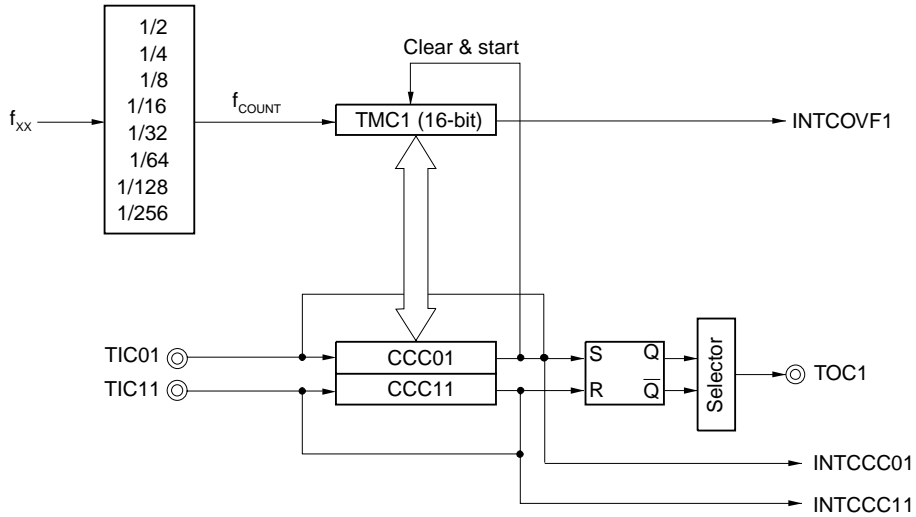 Clear & start
1/2
1/4
1/8
1/16
1/32
1/64
1/128
1/256
fXX
fCOUNT
TMC1 (16-bit)
INTCOVF1
TIC01
CCC01
S
Q
TIC11
CCC11
R
Q̅
Selector
TOC1
INTCCC01
INTCCC11